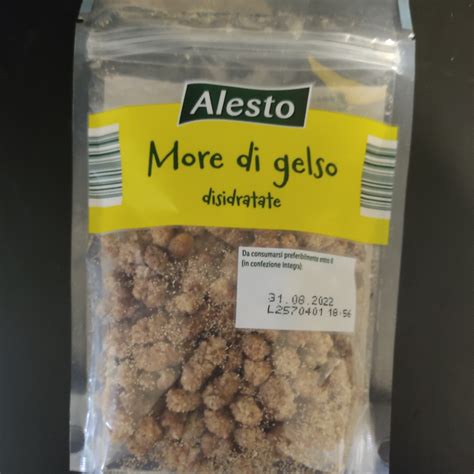 Alesto
More di gelso
disidratate
Da consumarsi preferibilmente entro il
(in confezione integra):
31.08.2022
L2570401 18:56